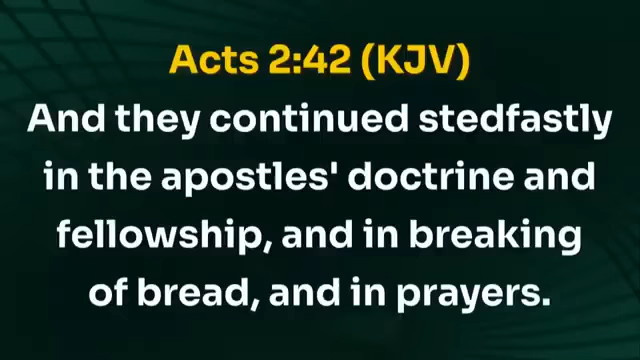 Acts 2:42 (KJV)
And they continued stedfastly
in the apostles' doctrine and
fellowship, and in breaking
of bread, and in prayers.